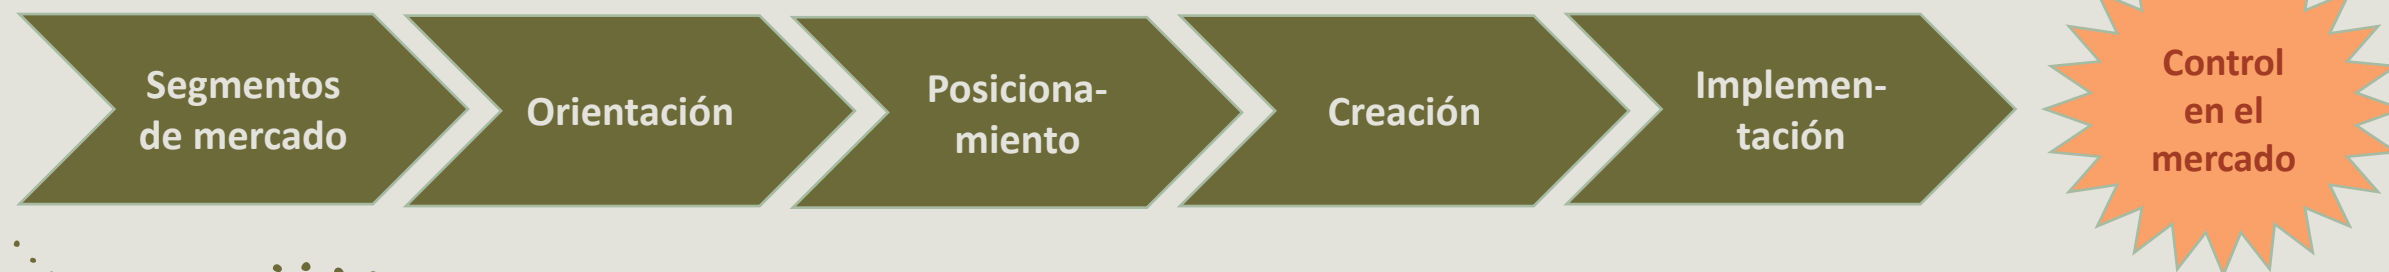 Segmentos
de mercado
Orientación
Posiciona-
miento
Creación
Implemen-
tación
Control
en el
mercado